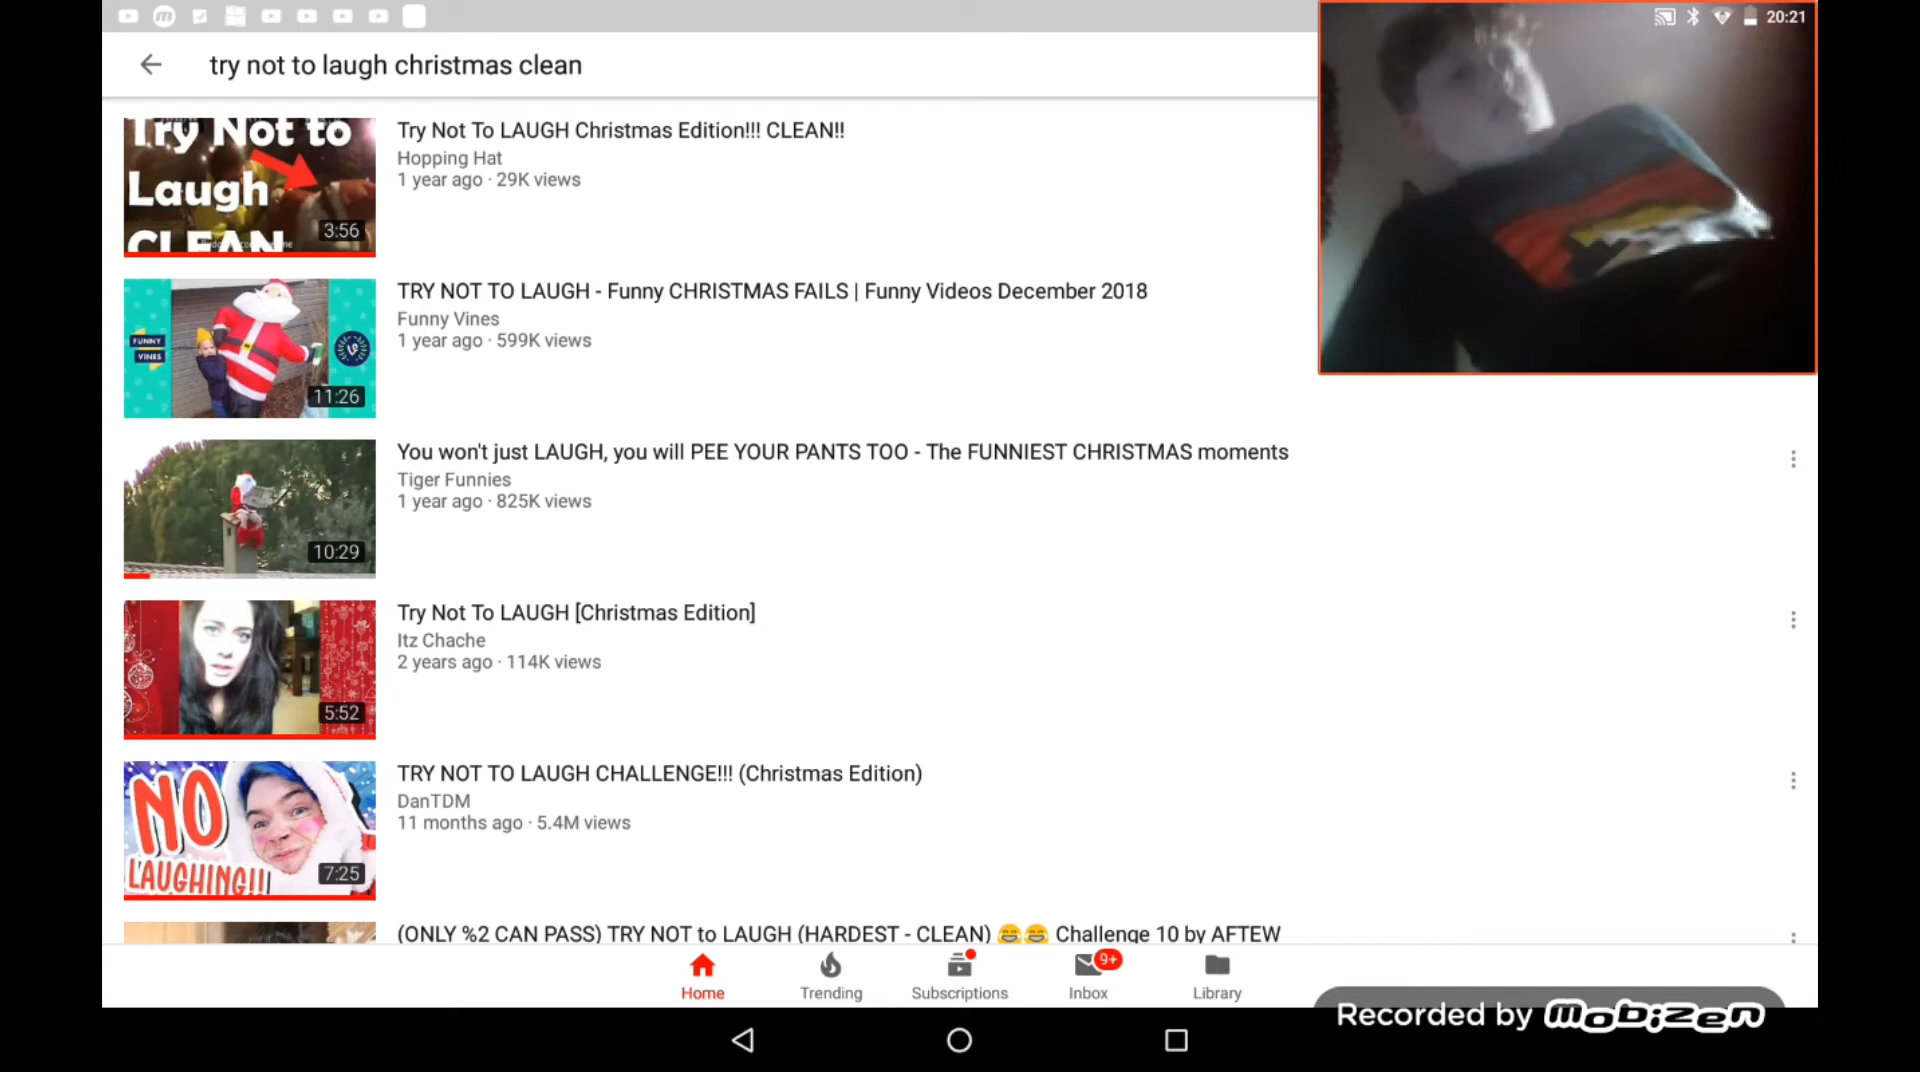 20:21
try not to laugh christmas clean
Try Not to
Laugh
CLEAN
3:56
Try Not To LAUGH Christmas Edition!!! CLEAN!!
Hopping Hat
1 year ago · 29K views
FUNNY
VINES
11:26
TRY NOT TO LAUGH - Funny CHRISTMAS FAILS | Funny Videos December 2018
Funny Vines
1 year ago · 599K views
10:29
You won't just LAUGH, you will PEE YOUR PANTS TOO - The FUNNIEST CHRISTMAS moments
Tiger Funnies
1 year ago · 825K views
5:52
Try Not To LAUGH [Christmas Edition]
Itz Chache
2 years ago · 114K views
NO
LAUGHING!!
7:25
TRY NOT TO LAUGH CHALLENGE!!! (Christmas Edition)
DanTDM
11 months ago · 5.4M views
(ONLY %2 CAN PASS) TRY NOT to LAUGH (HARDEST - CLEAN) 😁😁 Challenge 10 by AFTEW
9+
Home Trending Subscriptions Inbox Library
Recorded by mobizen